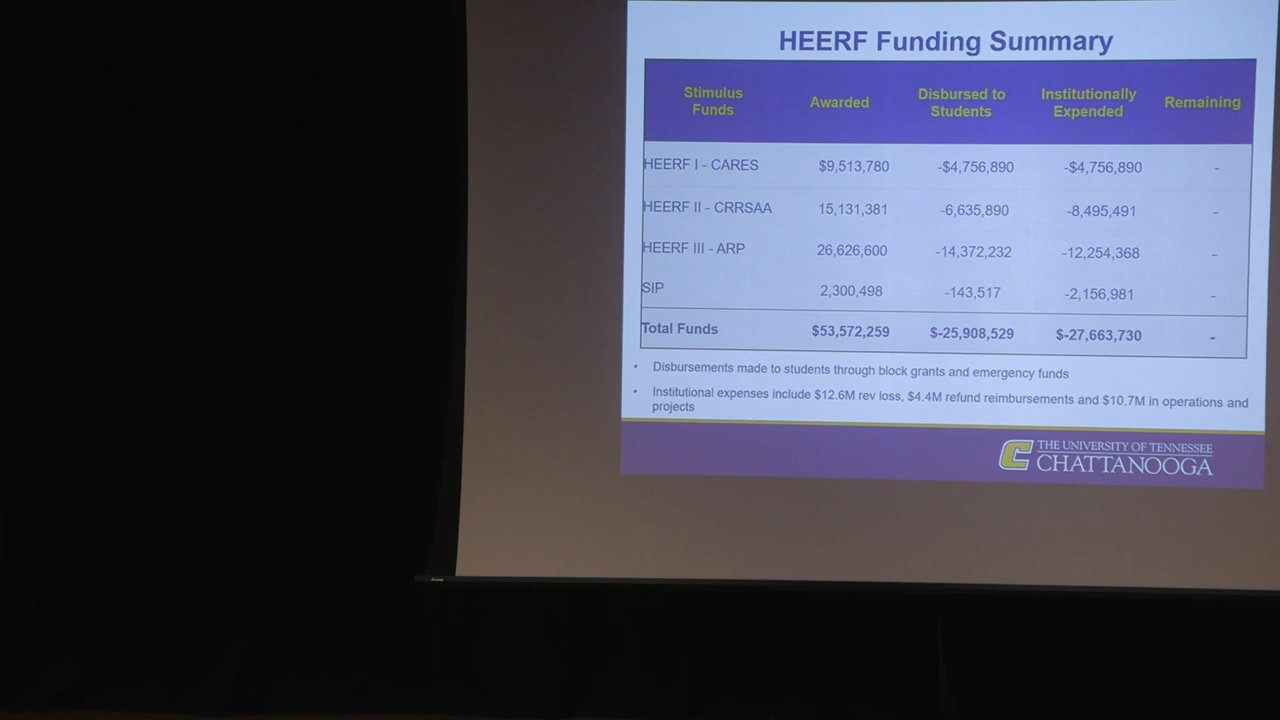 HEERF Funding Summary
Stimulus Funds Awarded Disbursed to Students Institutionally Expended Remaining
HEERF I - CARES $9,513,780 -$4,756,890 -$4,756,890 -
HEERF II - CRRSAA 15,131,381 -6,635,890 -8,495,491 -
HEERF III - ARP 26,626,600 -14,372,232 -12,254,368 -
SIP 2,300,498 -143,517 -2,156,981 -
Total Funds $53,572,259 $-25,908,529 $-27,663,730 -
• Disbursements made to students through block grants and emergency funds
• Institutional expenses include $12.6M rev loss, $4.4M refund reimbursements and $10.7M in operations and
projects
THE UNIVERSITY OF TENNESSEE
CHATTANOOGA